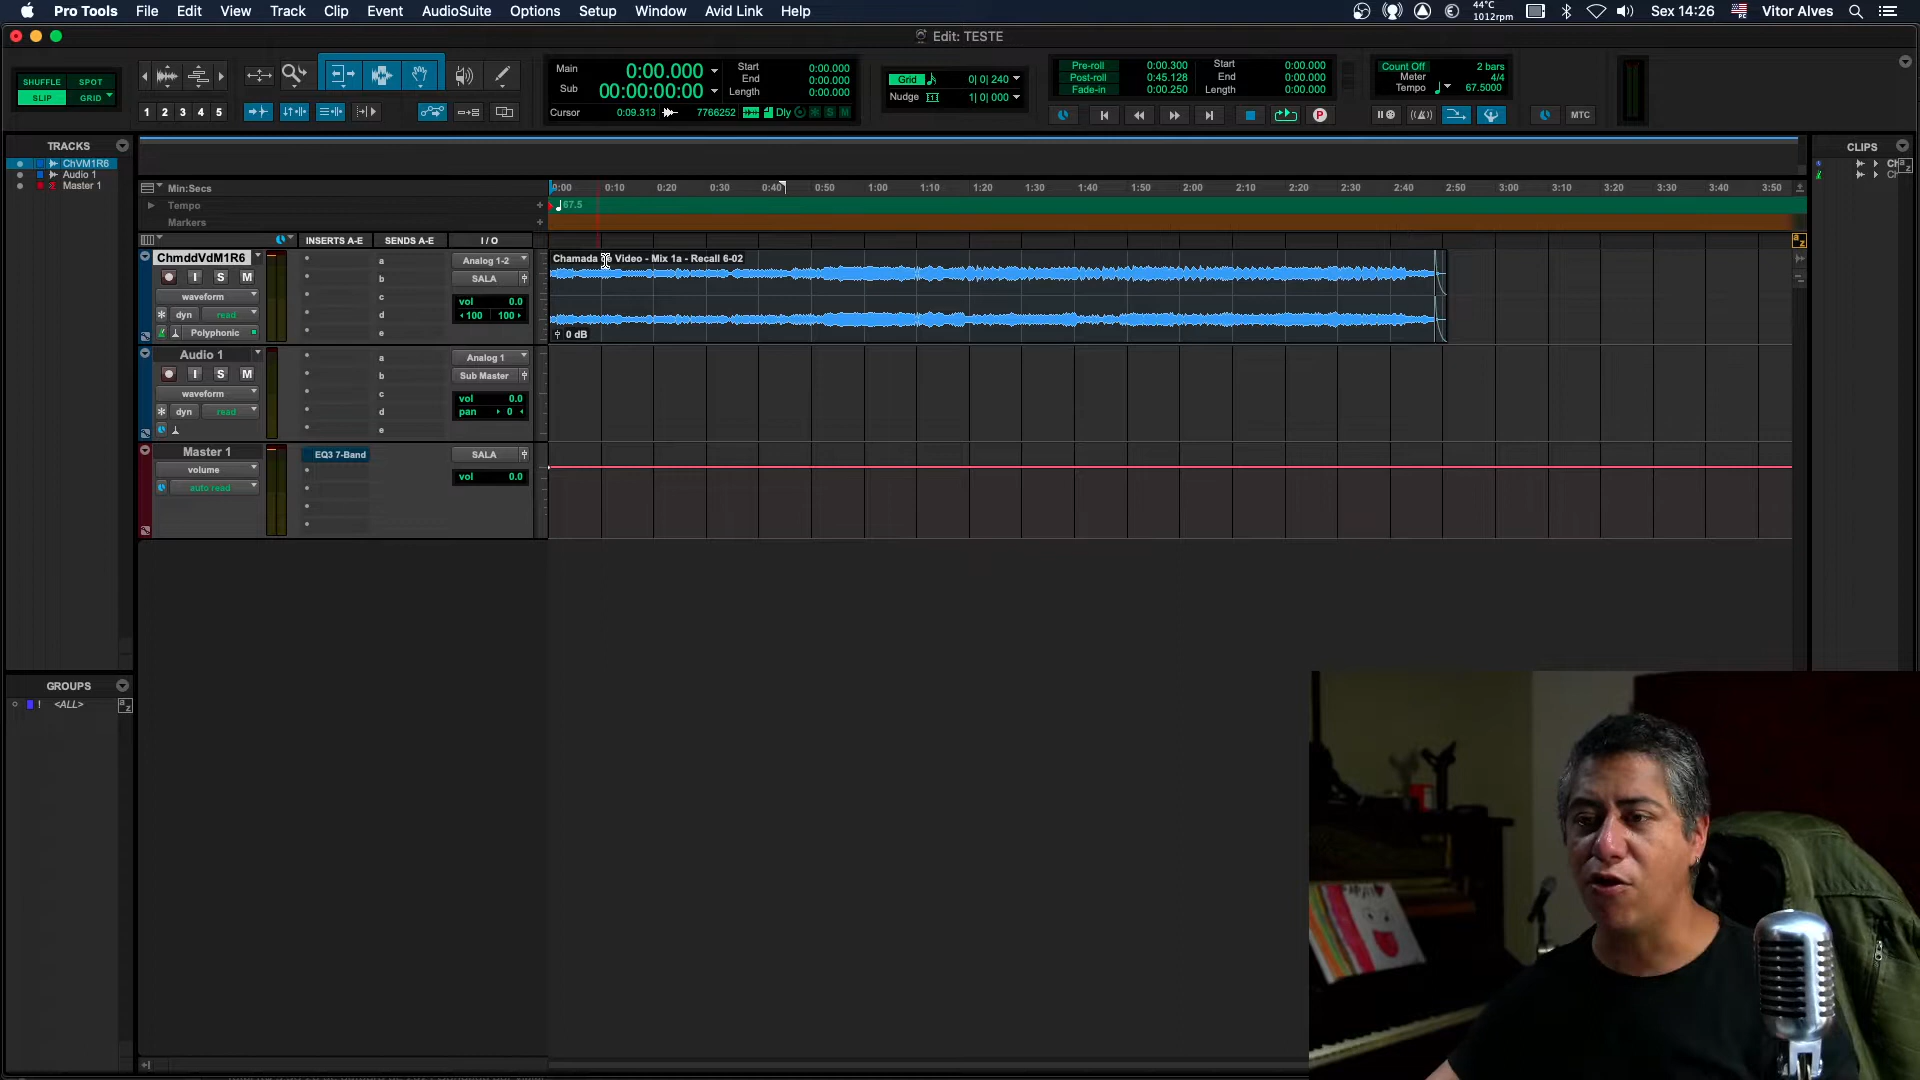 Pro Tools File Edit View Track Clip Event AudioSuite Options Setup Window Avid Link Help
44°C
1012rpm
Sex 14:26
Vitor Alves
Edit: TESTE
SHUFFLE SPOT
SLIP GRID
1 2 3 4 5
Main 0:00.000
Sub 00:00:00:00
Start 0:00.000
End 0:00.000
Length 0:00.000
Cursor 0:09.313 7766252 Dly S M
Grid 0| 0| 240
Nudge 1| 0| 000
Pre-roll 0:00.300
Post-roll 0:45.128
Fade-in 0:00.250
Start 0:00.000
End 0:00.000
Length 0:00.000
Count Off 2 bars
Meter 4/4
Tempo 67.5000
P
MTC
TRACKS
ChVM1R6
Audio 1
Master 1
CLIPS
Min:Secs
0:00 0:10 0:20 0:30 0:40 0:50 1:00 1:10 1:20 1:30 1:40 1:50 2:00 2:10 2:20 2:30 2:40 2:50 3:00 3:10 3:20 3:30 3:40 3:50
Tempo
67.5
Markers
INSERTS A-E SENDS A-E I / O
ChmddVdM1R6
I S M
waveform
dyn read
Polyphonic
a
b
c
d
e
Analog 1-2
SALA
vol 0.0
100 100
Video - Mix 1a - Recall 6-02
0 dB
Audio 1
I S M
waveform
dyn read
a
b
c
d
e
Analog 1
Sub Master
vol 0.0
pan 0
Master 1
volume
auto read
EQ3 7-Band
SALA
vol 0.0
GROUPS
! <ALL>
a
z